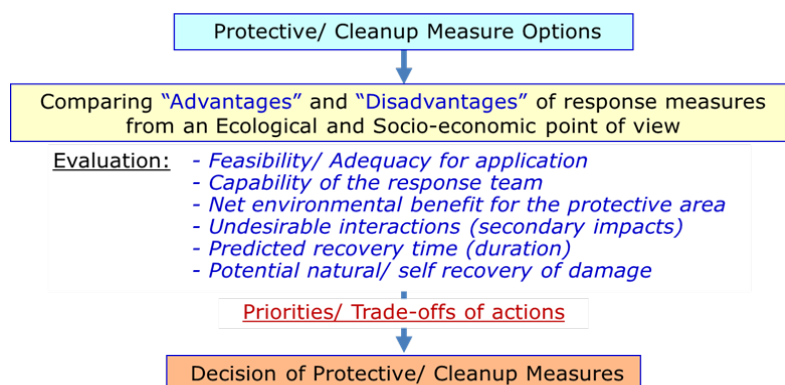 Protective/ Cleanup Measure Options
Comparing “Advantages” and “Disadvantages” of response measures
from an Ecological and Socio-economic point of view
Evaluation: - Feasibility/ Adequacy for application
- Capability of the response team
- Net environmental benefit for the protective area
- Undesirable interactions (secondary impacts)
- Predicted recovery time (duration)
- Potential natural/ self recovery of damage
Priorities/ Trade-offs of actions
Decision of Protective/ Cleanup Measures